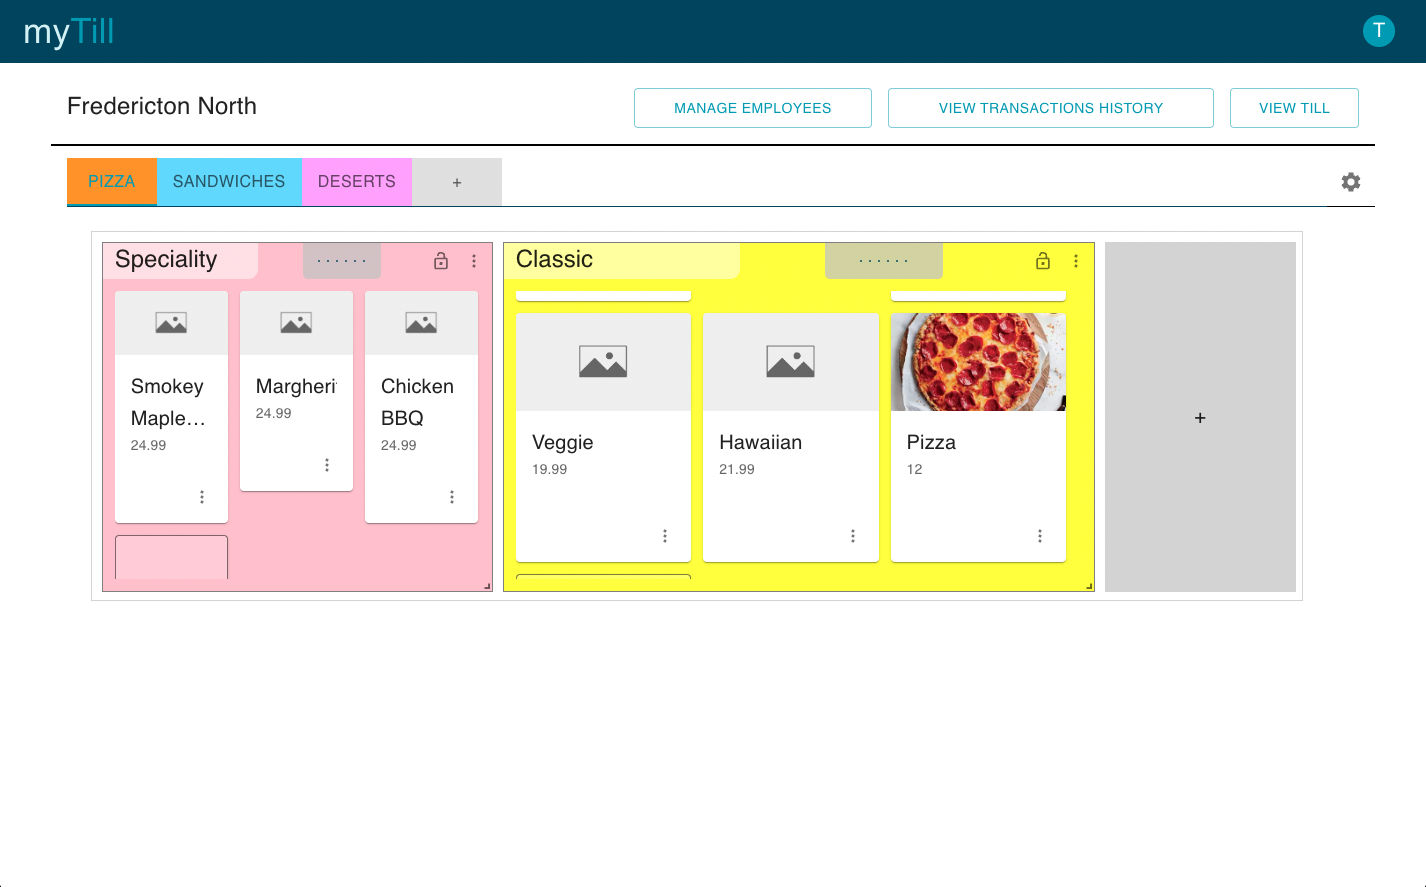 myTill
T
Fredericton North
MANAGE EMPLOYEES
VIEW TRANSACTIONS HISTORY
VIEW TILL
PIZZA
SANDWICHES
DESERTS
+
Speciality
Classic
Smokey
Maple...
24.99
Margheri
24.99
Chicken
BBQ
24.99
Veggie
19.99
Hawaiian
21.99
Pizza
12
+